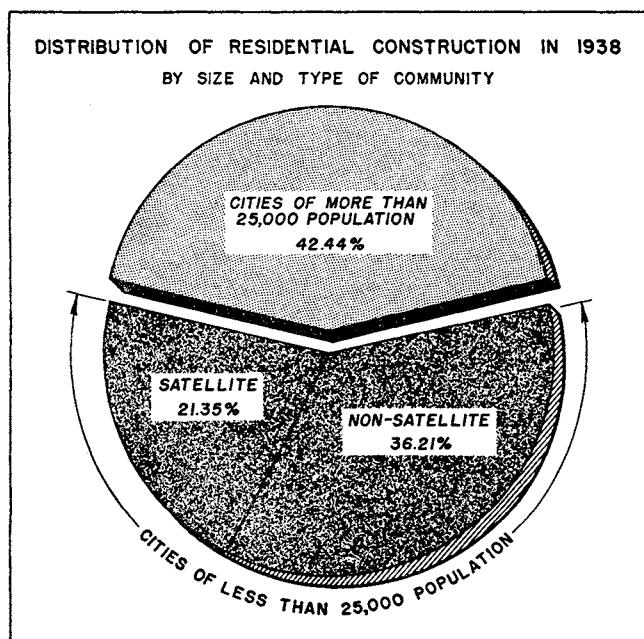 DISTRIBUTION OF RESIDENTIAL CONSTRUCTION IN 1938
BY SIZE AND TYPE OF COMMUNITY
CITIES OF MORE THAN
25,000 POPULATION
42.44%
SATELLITE
21.35%
NON-SATELLITE
36.21%
CITIES OF LESS THAN 25,000 POPULATION